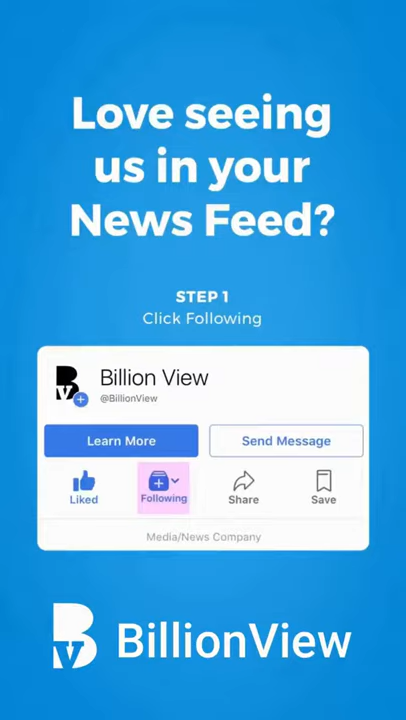 Love seeing
us in your
News Feed?
STEP 1
Click Following
Billion View
@BillionView
Learn More
Send Message
Liked
Following
Share
Save
Media/News Company
BV BillionView